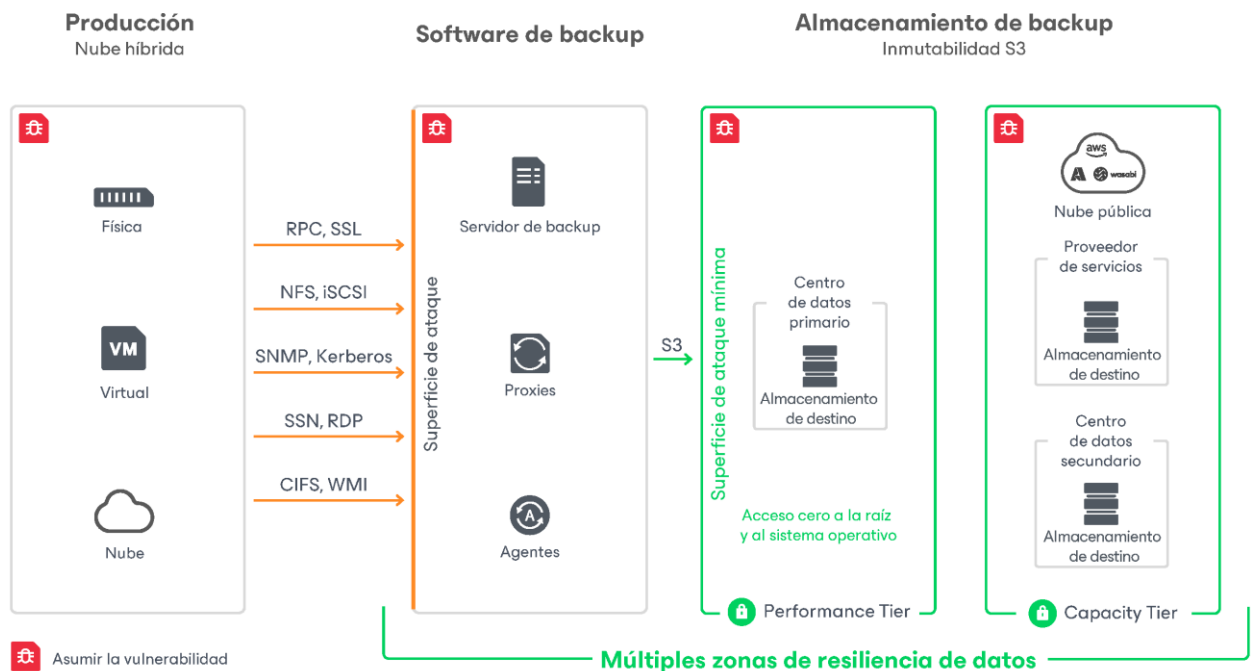 Producción
Nube híbrida
Software de backup
Almacenamiento de backup
Inmutabilidad S3
Física
VM
Virtual
Nube
RPC, SSL
NFS, iSCSI
SNMP, Kerberos
SSN, RDP
CIFS, WMI
Superficie de ataque
Servidor de backup
Proxies
A
Agentes
S3
Superficie de ataque mínima
Centro
de datos
primario
Almacenamiento
de destino
Acceso cero a la raíz
y al sistema operativo
Performance Tier
aws
wasabi
Nube pública
Proveedor
de servicios
Almacenamiento
de destino
Centro
de datos
secundario
Almacenamiento
de destino
Capacity Tier
Asumir la vulnerabilidad
Múltiples zonas de resiliencia de datos